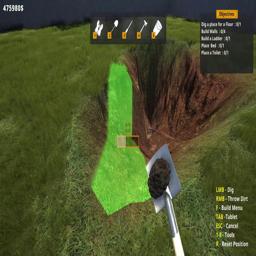 475980$
Objectives
Dig a place for a Floor : 0/1
Build Walls : 0/4
Build a Ladder : 0/1
Place Bed : 0/1
Place a Toilet : 0/1
LMB - Dig
RMB - Throw Dirt
F - Build Menu
TAB - Tablet
ESC - Cancel
1-8 - Tools
R - Reset Position